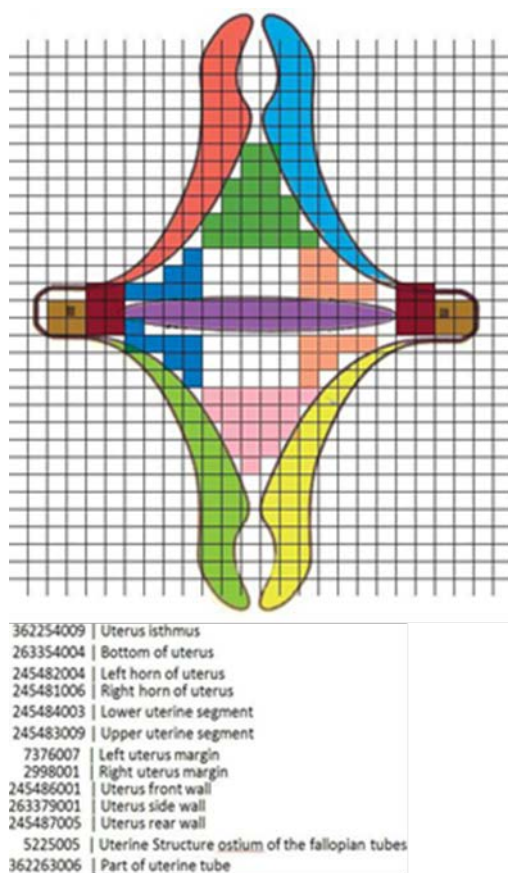 362254009 | Uterus isthmus
263354004 | Bottom of uterus
245482004 | Left horn of uterus
245481006 | Right horn of uterus
245484003 | Lower uterine segment
245483009 | Upper uterine segment
7376007 | Left uterus margin
2998001 | Right uterus margin
245486001 | Uterus front wall
263379001 | Uterus side wall
245487005 | Uterus rear wall
5225005 | Uterine Structure ostium of the fallopian tubes
362263006 | Part of uterine tube